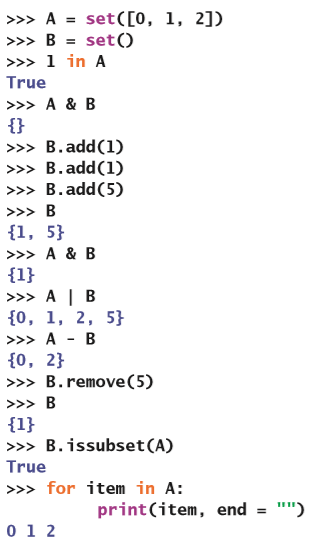 >>> A = set([0, 1, 2])
>>> B = set()
>>> 1 in A
True
>>> A & B
{}
>>> B.add(1)
>>> B.add(1)
>>> B.add(5)
>>> B
{1, 5}
>>> A & B
{1}
>>> A | B
{0, 1, 2, 5}
>>> A - B
{0, 2}
>>> B.remove(5)
>>> B
{1}
>>> B.issubset(A)
True
>>> for item in A:
print(item, end = "")
0 1 2